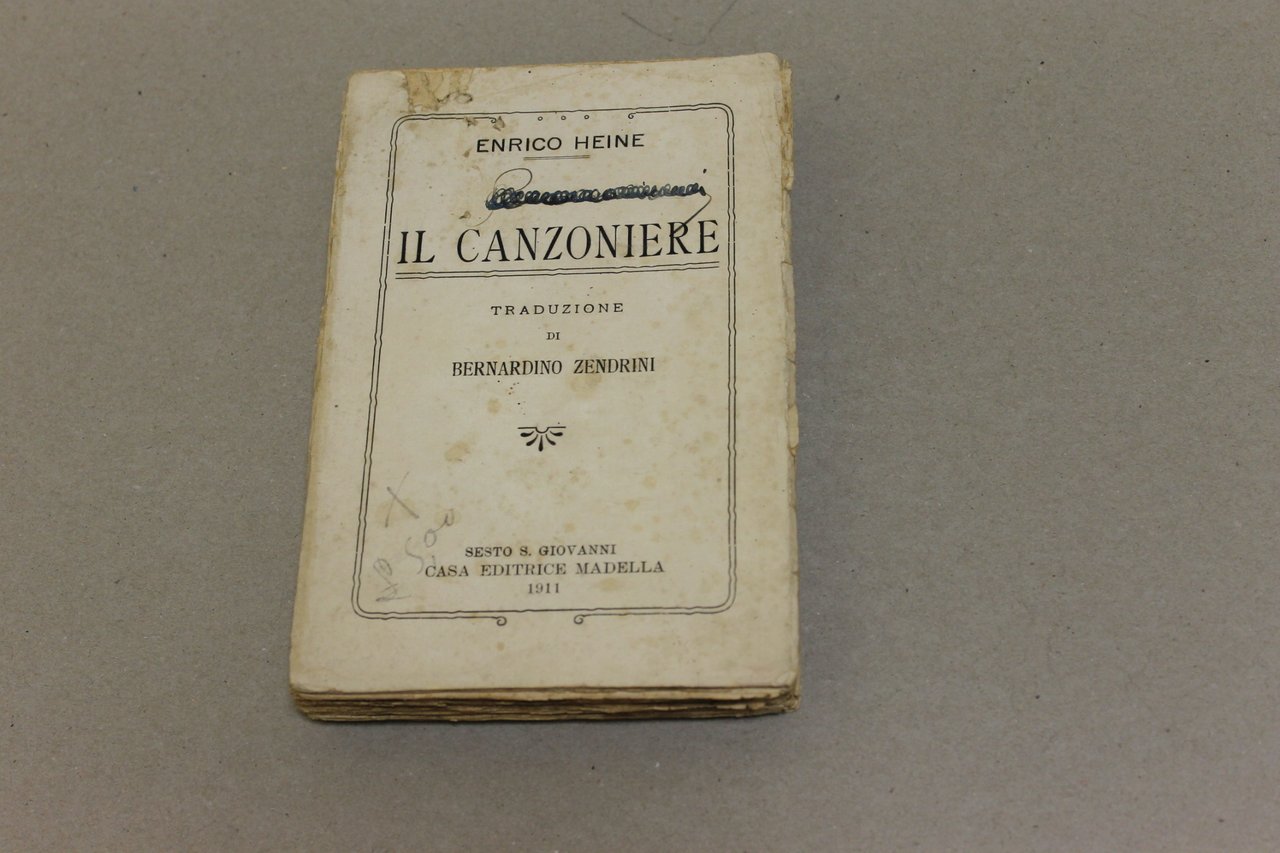 ENRICO HEINE
IL CANZONIERE
TRADUZIONE
DI
BERNARDINO ZENDRINI
X
SESTO S. GIOVANNI
CASA EDITRICE MADELLA
1911